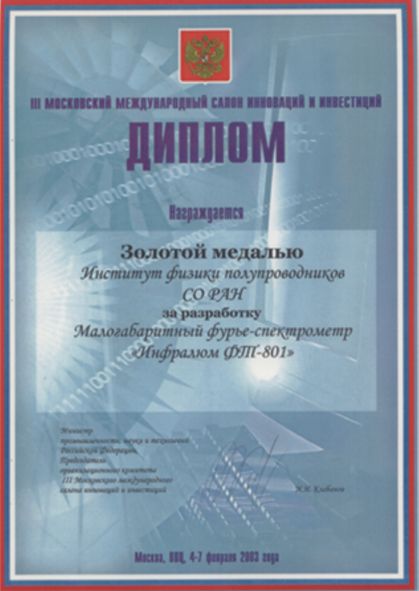 III МОСКОВСКИЙ МЕЖДУНАРОДНЫЙ САЛОН ИННОВАЦИЙ И ИНВЕСТИЦИЙ
ДИПЛОМ
Награждается
Золотой медалью
Институт физики полупроводников
СО РАН
за разработку
Малогабаритный фурье-спектрометр
«Инфралюм ФТ-801»
Министр
промышленности, науки и технологий
Российской Федерации,
Председатель
организационного комитета
III Московского международного
салона инноваций и инвестиций
И.И. Клебанов
Москва, ВВЦ, 4-7 февраля 2003 года